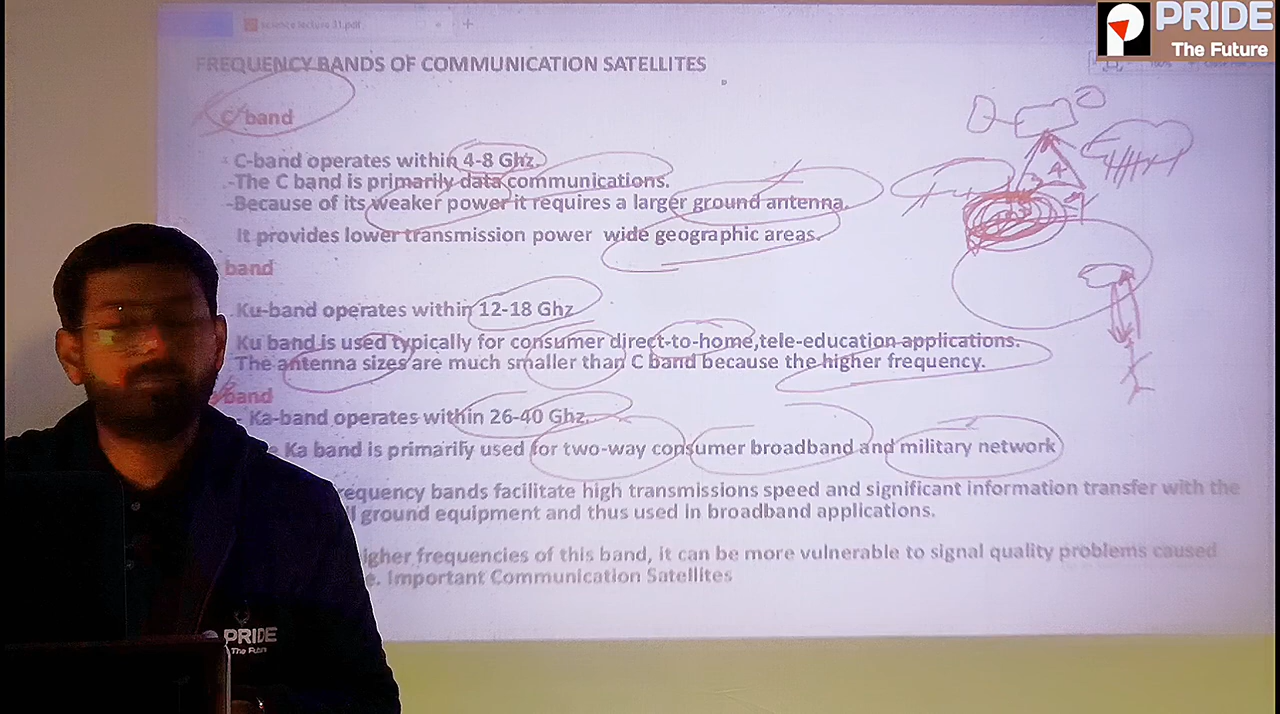 science lecture 31.pdf
PRIDE
The Future
FREQUENCY BANDS OF COMMUNICATION SATELLITES
C band
- C-band operates within 4-8 Ghz.
-The C band is primarily data communications.
-Because of its weaker power it requires a larger ground antenna.
It provides lower transmission power wide geographic areas.
band
Ku-band operates within 12-18 Ghz
Ku band is used typically for consumer direct-to-home,tele-education applications.
The antenna sizes are much smaller than C band because the higher frequency.
band
- Ka-band operates within 26-40 Ghz.
Ka band is primarily used for two-way consumer broadband and military network
equency bands facilitate high transmissions speed and significant information transfer with the
l ground equipment and thus used in broadband applications.
igher frequencies of this band, it can be more vulnerable to signal quality problems caused
e. Important Communication Satellites
PRIDE
The Future